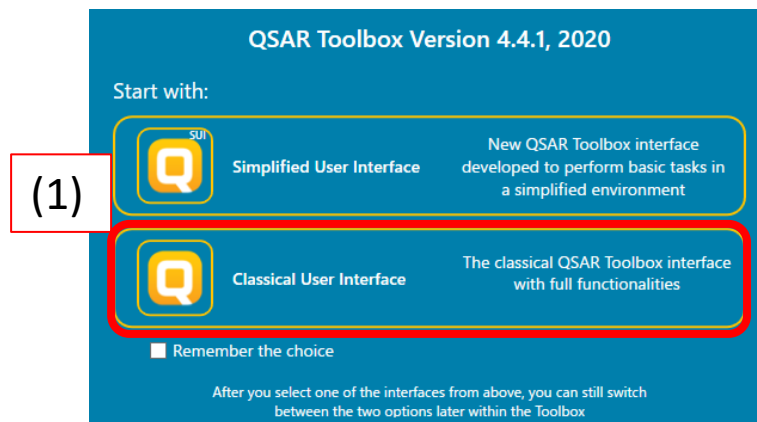 QSAR Toolbox Version 4.4.1, 2020
Start with:
(1)
SUI
Simplified User Interface
New QSAR Toolbox interface
developed to perform basic tasks in
a simplified environment
Classical User Interface
The classical QSAR Toolbox interface
with full functionalities
Remember the choice
After you select one of the interfaces from above, you can still switch
between the two options later within the Toolbox